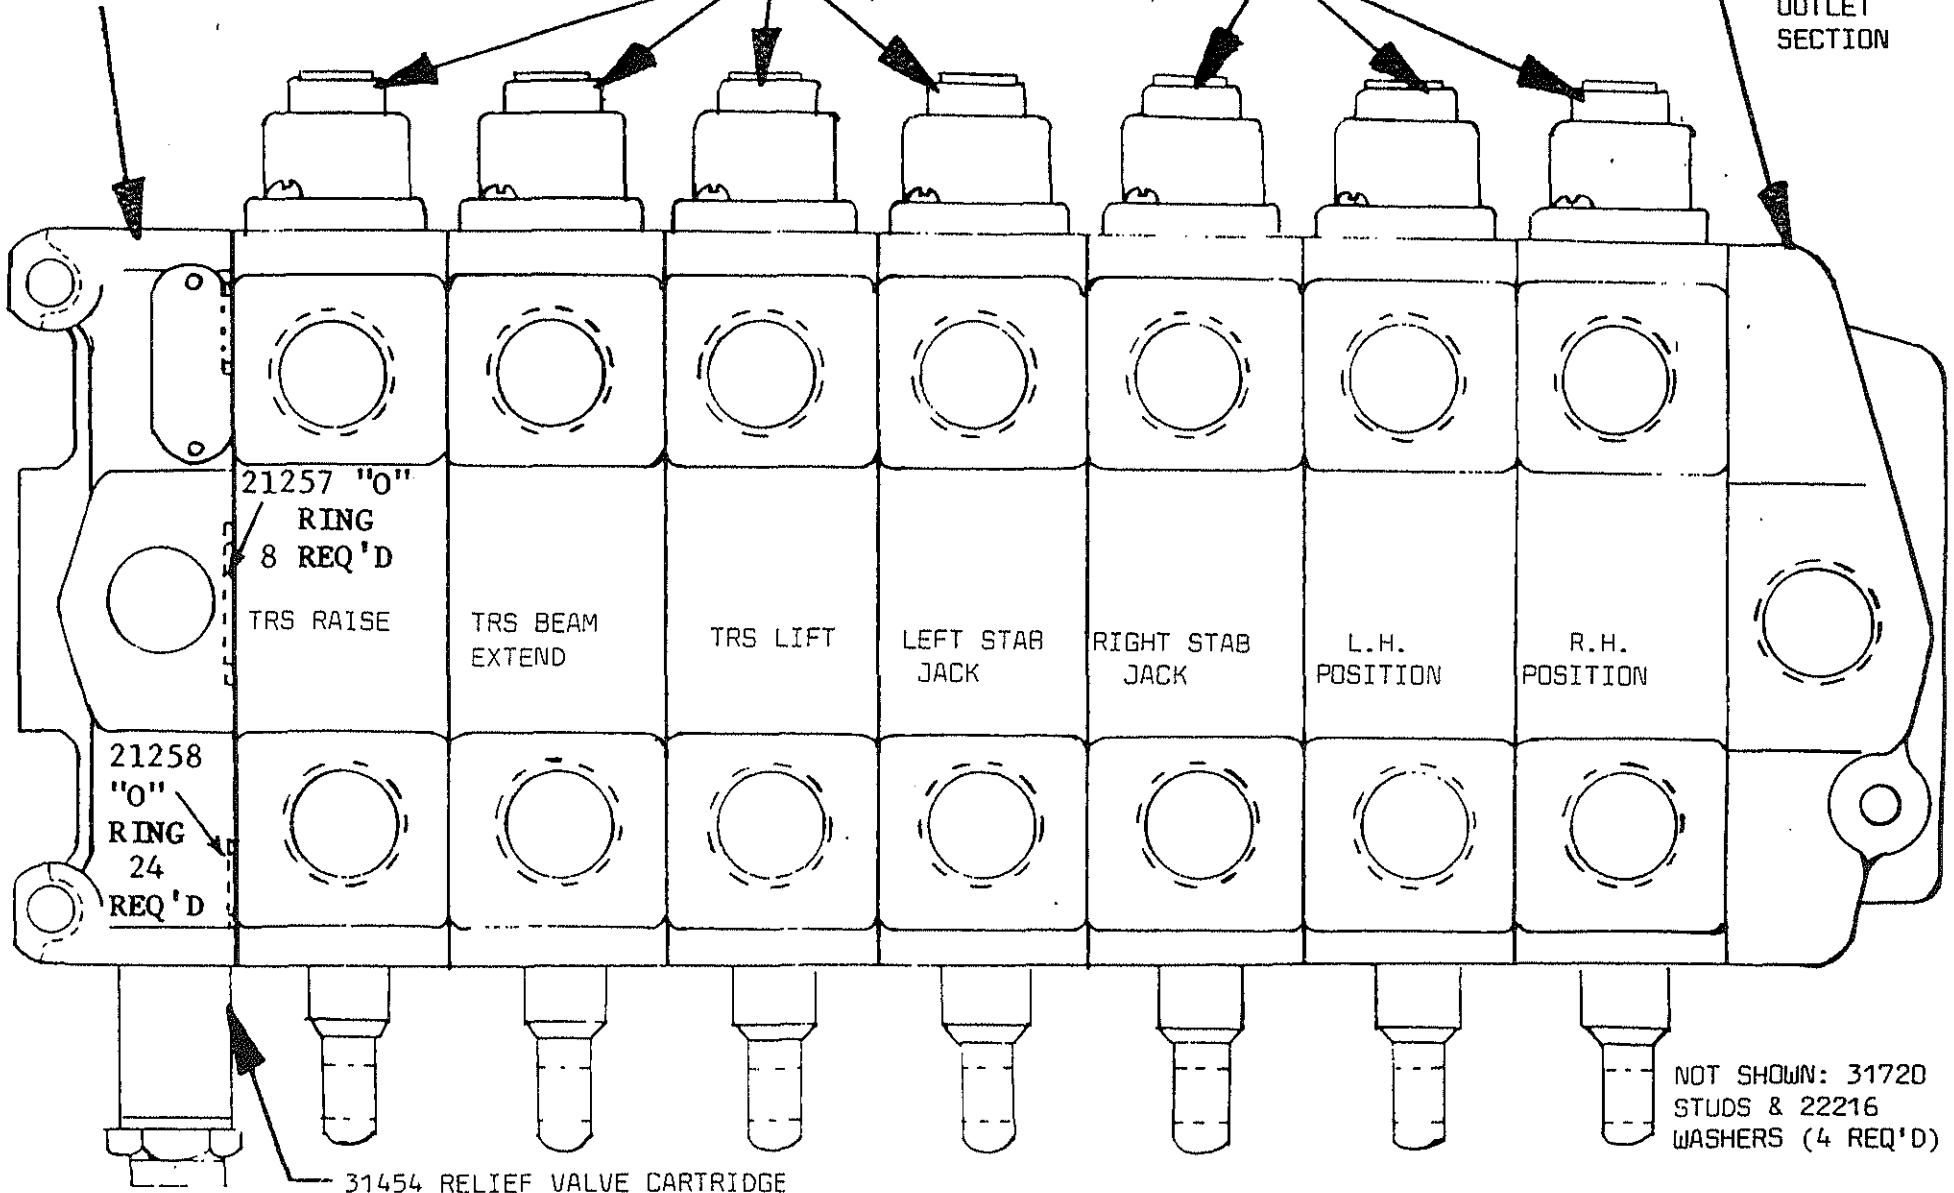 OUTLET
SECTION
21257 "O"
RING
8 REQ'D
TRS RAISE
TRS BEAM
EXTEND
TRS LIFT
LEFT STAB
JACK
RIGHT STAB
JACK
L.H.
POSITION
R.H.
POSITION
21258
"O"
RING
24
REQ'D
NOT SHOWN: 31720
STUDS & 22216
WASHERS (4 REQ'D)
31454 RELIEF VALVE CARTRIDGE